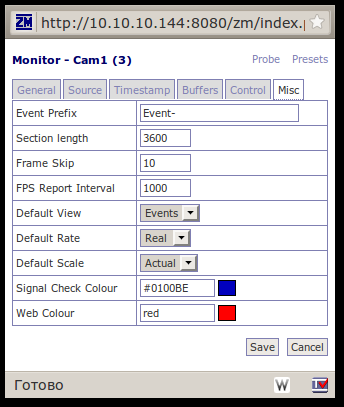 ZM http://10.10.10.144:8080/zm/index.p
Monitor - Cam1 (3) Probe Presets
General Source Timestamp Buffers Control Misc
Event Prefix Event-
Section length 3600
Frame Skip 10
FPS Report Interval 1000
Default View Events
Default Rate Real
Default Scale Actual
Signal Check Colour #0100BE
Web Colour red
Save Cancel
Готово W